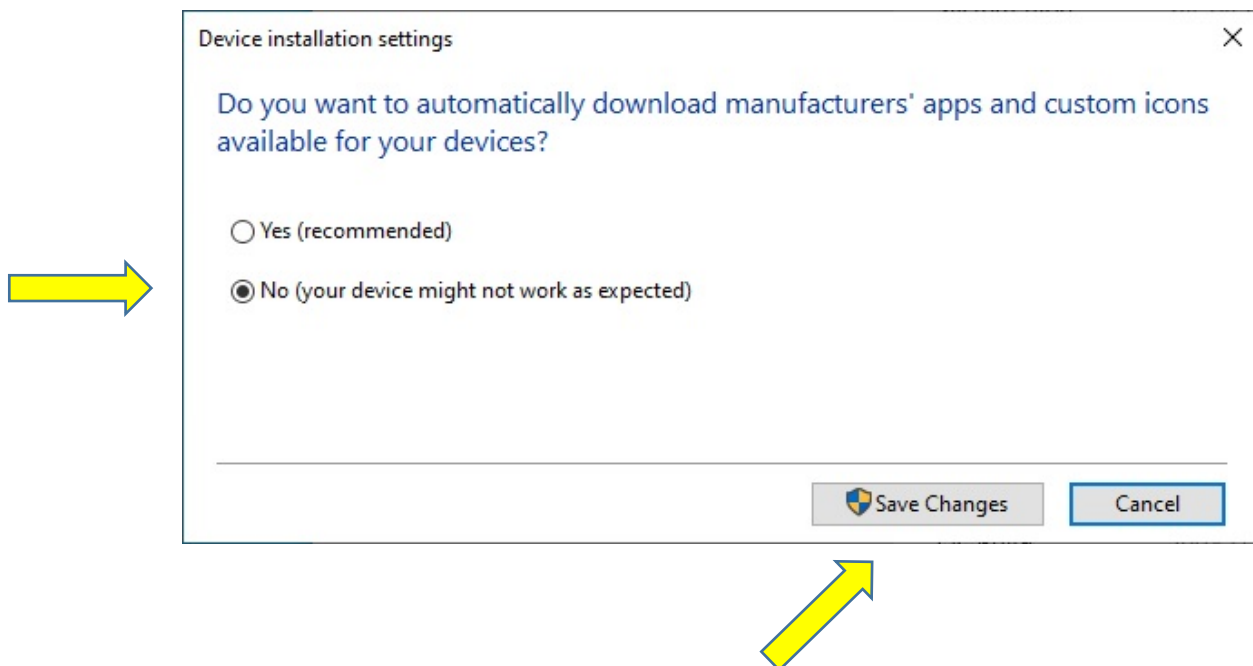 Device installation settings
Do you want to automatically download manufacturers' apps and custom icons
available for your devices?
Yes (recommended)
No (your device might not work as expected)
Save Changes
Cancel